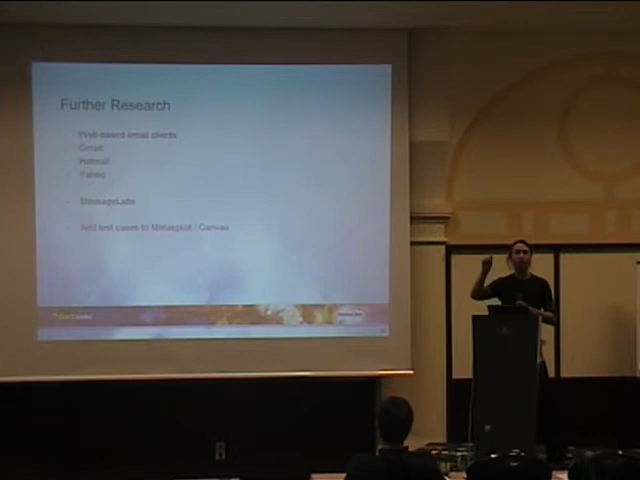 Further Research
Web-based email clients
Gmail
Hotmail
Yahoo
MessageLabs
Add test cases to Metasploit / Canvas